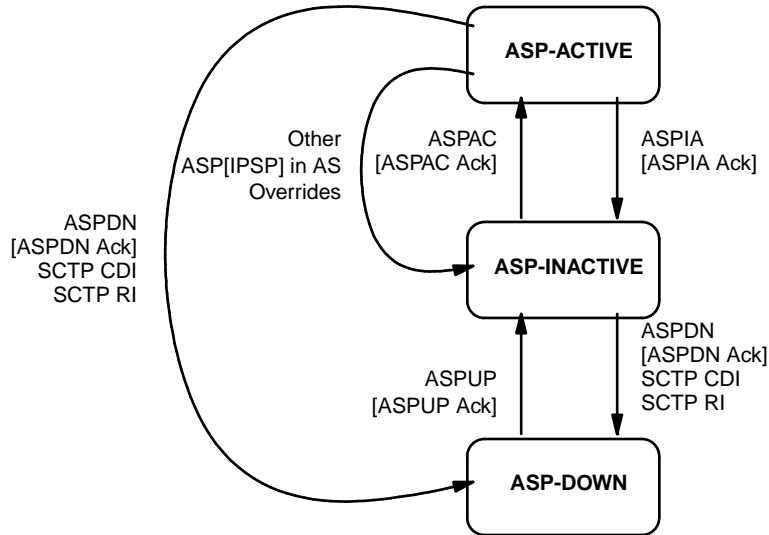 ASP-ACTIVE
Other
ASP[IPSP] in AS
Overrides
ASPAC
[ASPAC Ack]
ASPIA
[ASPIA Ack]
ASPDN
[ASPDN Ack]
SCTP CDI
SCTP RI
ASP-INACTIVE
ASPUP
[ASPUP Ack]
ASPDN
[ASPDN Ack]
SCTP CDI
SCTP RI
ASP-DOWN